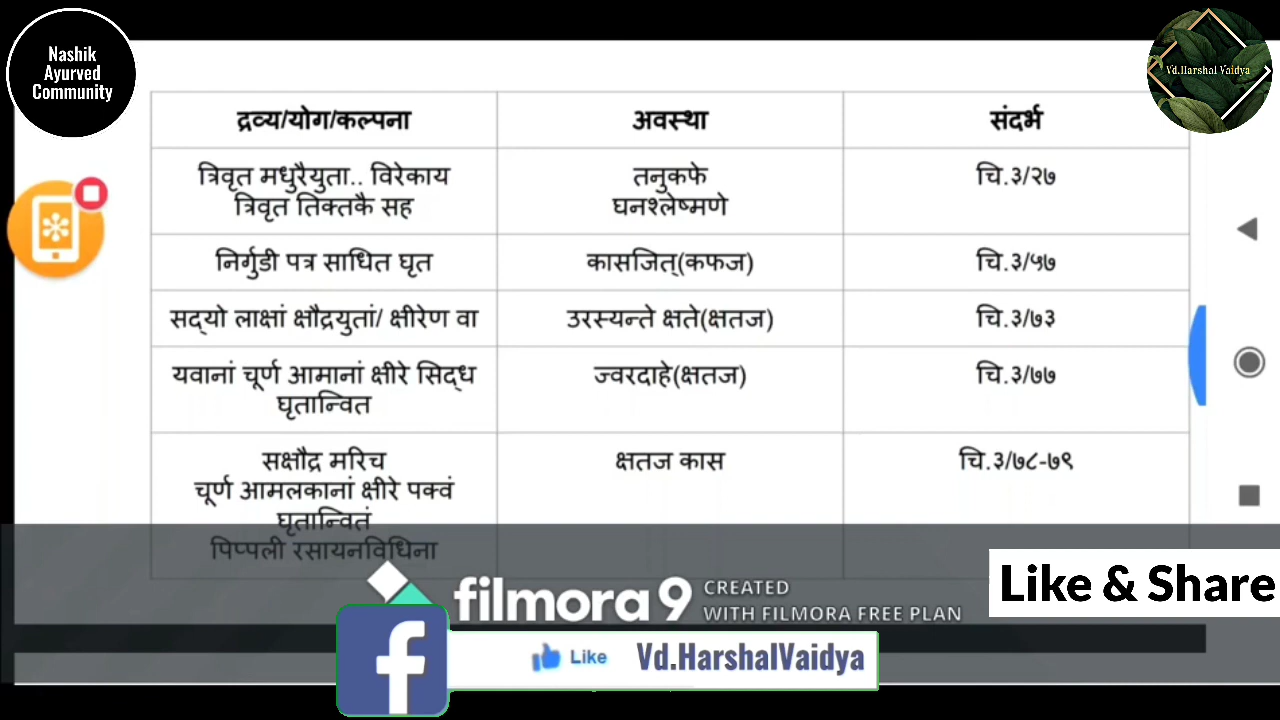 Nashik
Ayurved
Community
Vd.Harshal Vaidya
द्रव्य/योग/कल्पना
अवस्था
संदर्भ
त्रिवृत मधुरैयुता.. विरेकाय
त्रिवृत तिक्तकै सह
तनुकफे
घनश्लेष्मणे
चि.३/२७
निर्गुडी पत्र साधित घृत
कासजित्(कफज)
चि.३/५७
सद्यो लाक्षां क्षौद्रयुतां/ क्षीरेण वा
उरस्यन्ते क्षते(क्षतज)
चि.३/७३
यवानां चूर्ण आमानां क्षीरे सिद्ध
घृतान्वित
ज्वरदाहे(क्षतज)
चि.३/७७
सक्षौद्र मरिच
चूर्ण आमलकानां क्षीरे पक्वं
घृतान्वितं
पिप्पली रसायनविधिना
क्षतज कास
चि.३/७८-७९
Like & Share
filmora9
CREATED
WITH FILMORA FREE PLAN
Like
Vd.HarshalVaidya